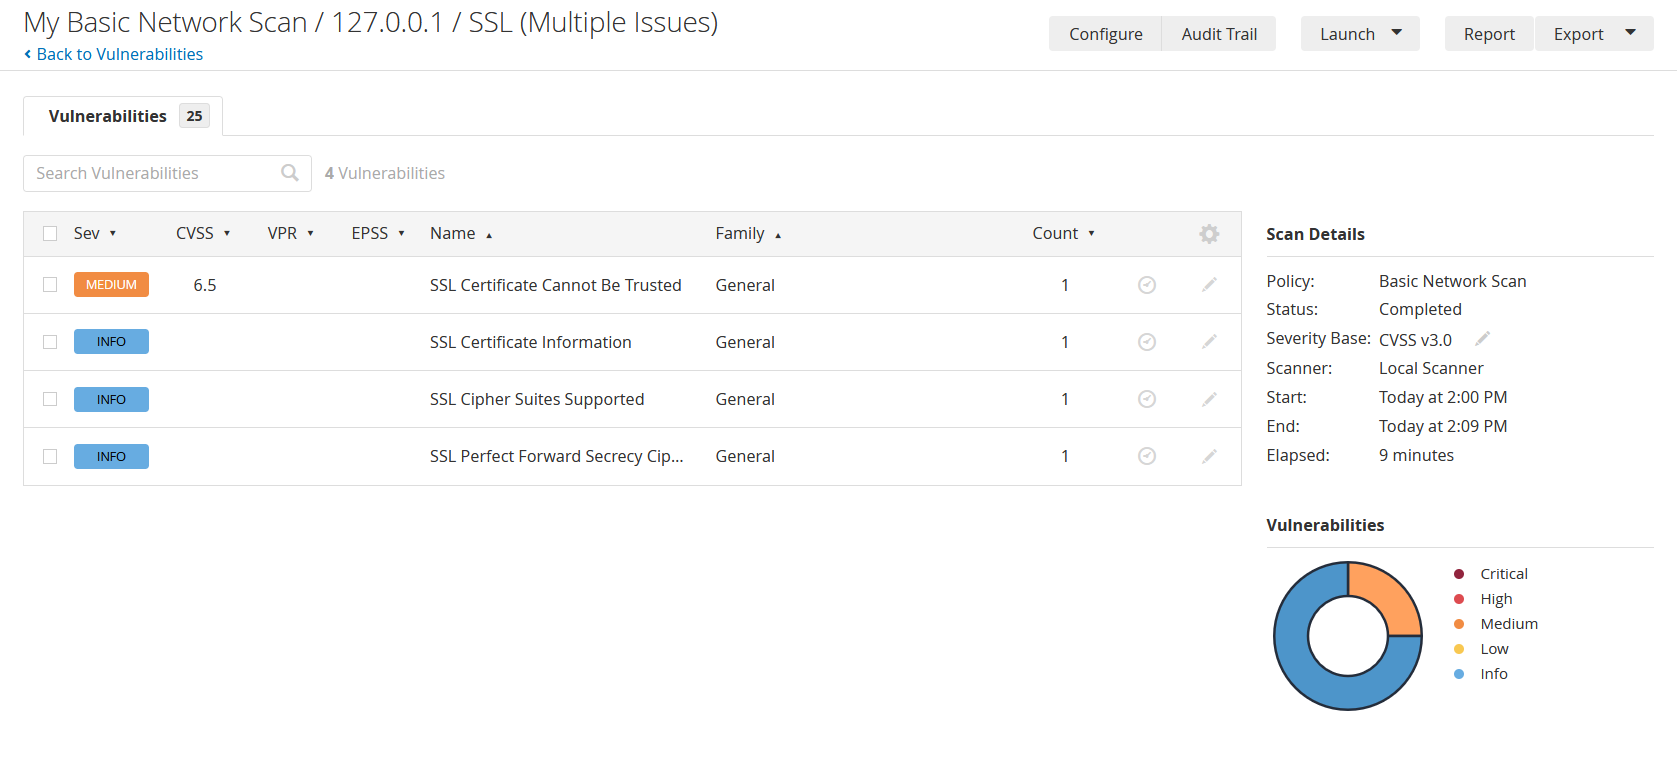 My Basic Network Scan / 127.0.0.1 / SSL (Multiple Issues)
Back to Vulnerabilities
Configure Audit Trail Launch Report Export
Vulnerabilities 25
Search Vulnerabilities 4 Vulnerabilities
Sev CVSS VPR EPSS Name Family Count
MEDIUM 6.5 SSL Certificate Cannot Be Trusted General 1
INFO SSL Certificate Information General 1
INFO SSL Cipher Suites Supported General 1
INFO SSL Perfect Forward Secrecy Cip... General 1
Scan Details
Policy: Basic Network Scan
Status: Completed
Severity Base: CVSS v3.0
Scanner: Local Scanner
Start: Today at 2:00 PM
End: Today at 2:09 PM
Elapsed: 9 minutes
Vulnerabilities
Critical
High
Medium
Low
Info